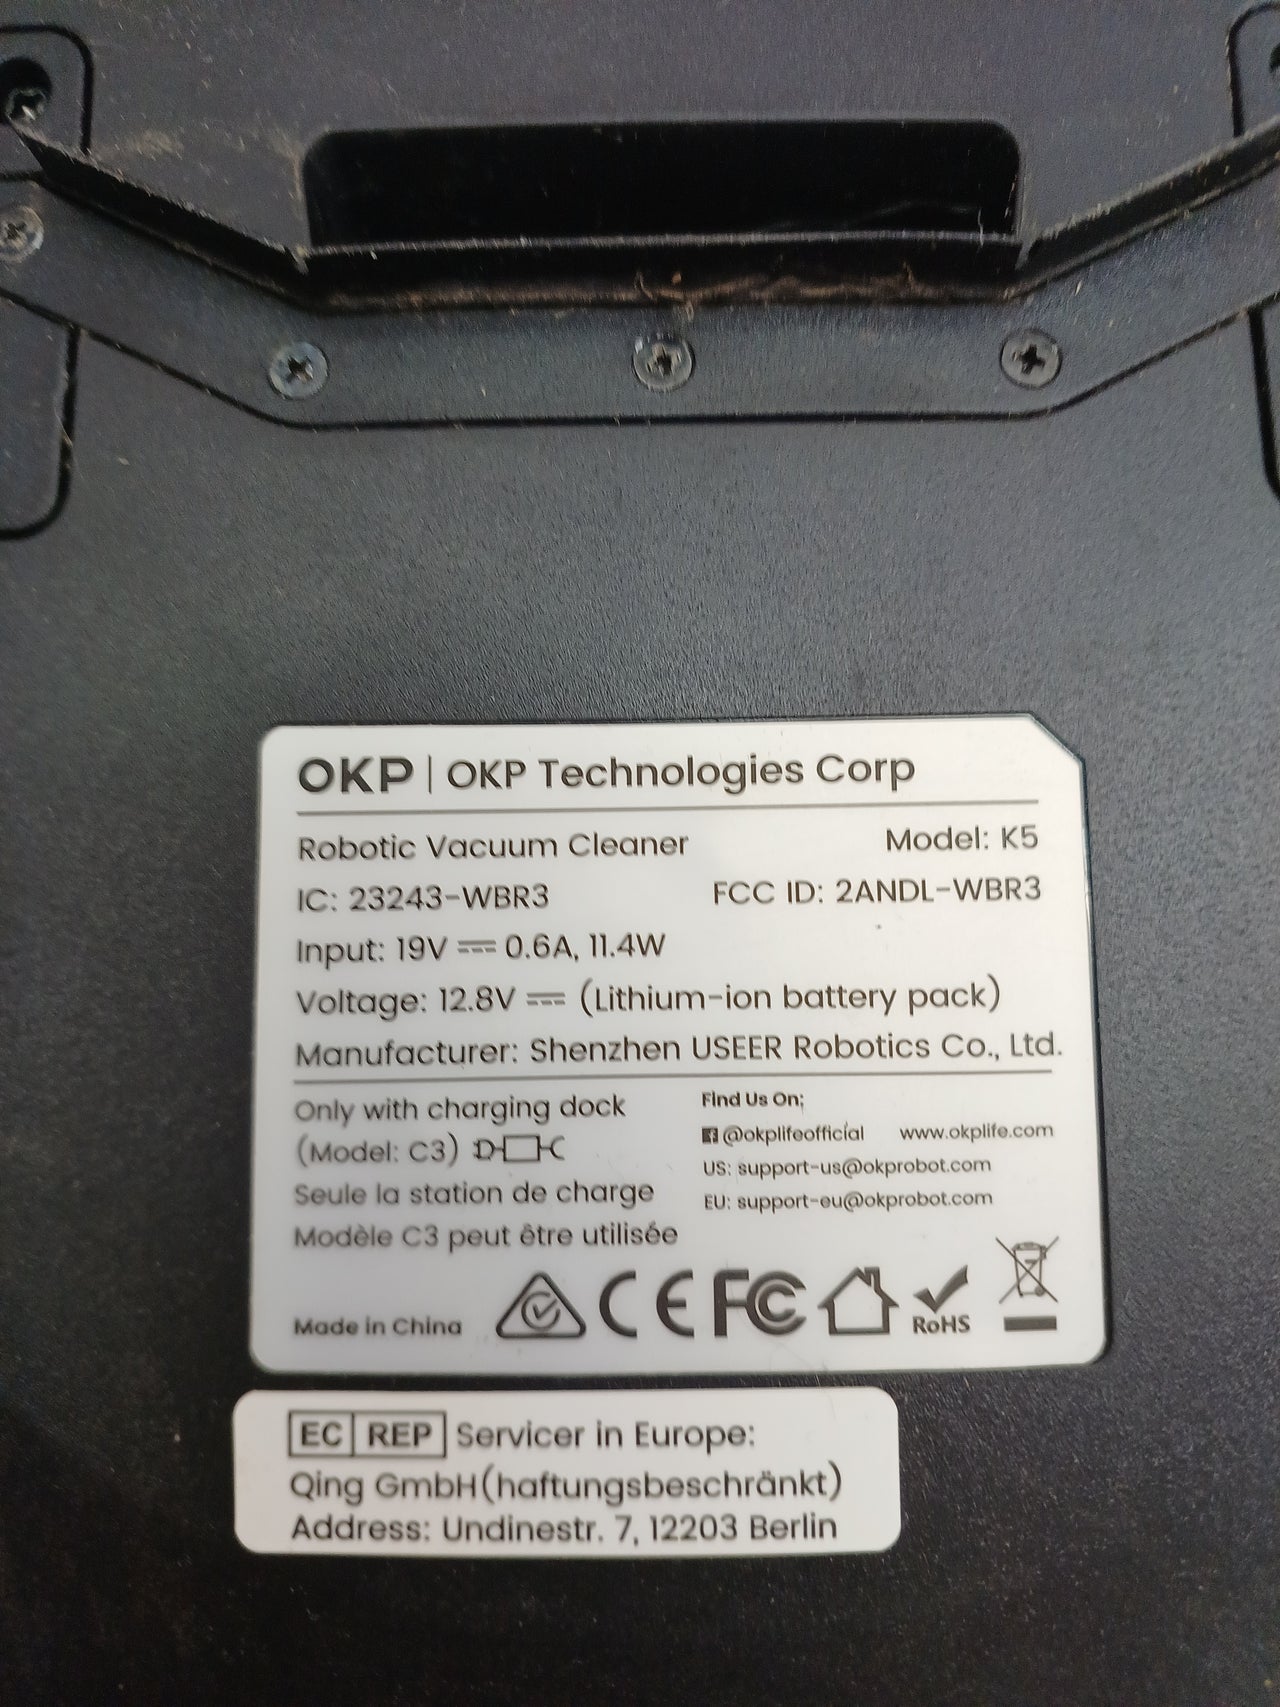 OKP | OKP Technologies Corp
Robotic Vacuum Cleaner Model: K5
IC: 23243-WBR3 FCC ID: 2ANDL-WBR3
Input: 19V ⎓ 0.6A, 11.4W
Voltage: 12.8V ⎓ (Lithium-ion battery pack)
Manufacturer: Shenzhen USEER Robotics Co., Ltd.
Only with charging dock
(Model: C3)
Seule la station de charge
Modèle C3 peut être utilisée
Find Us On:
@okplifeofficial www.okplife.com
US: support-us@okprobot.com
EU: support-eu@okprobot.com
Made in China CE FC RoHS
EC REP Servicer in Europe:
Qing GmbH(haftungsbeschränkt)
Address: Undinestr. 7, 12203 Berlin